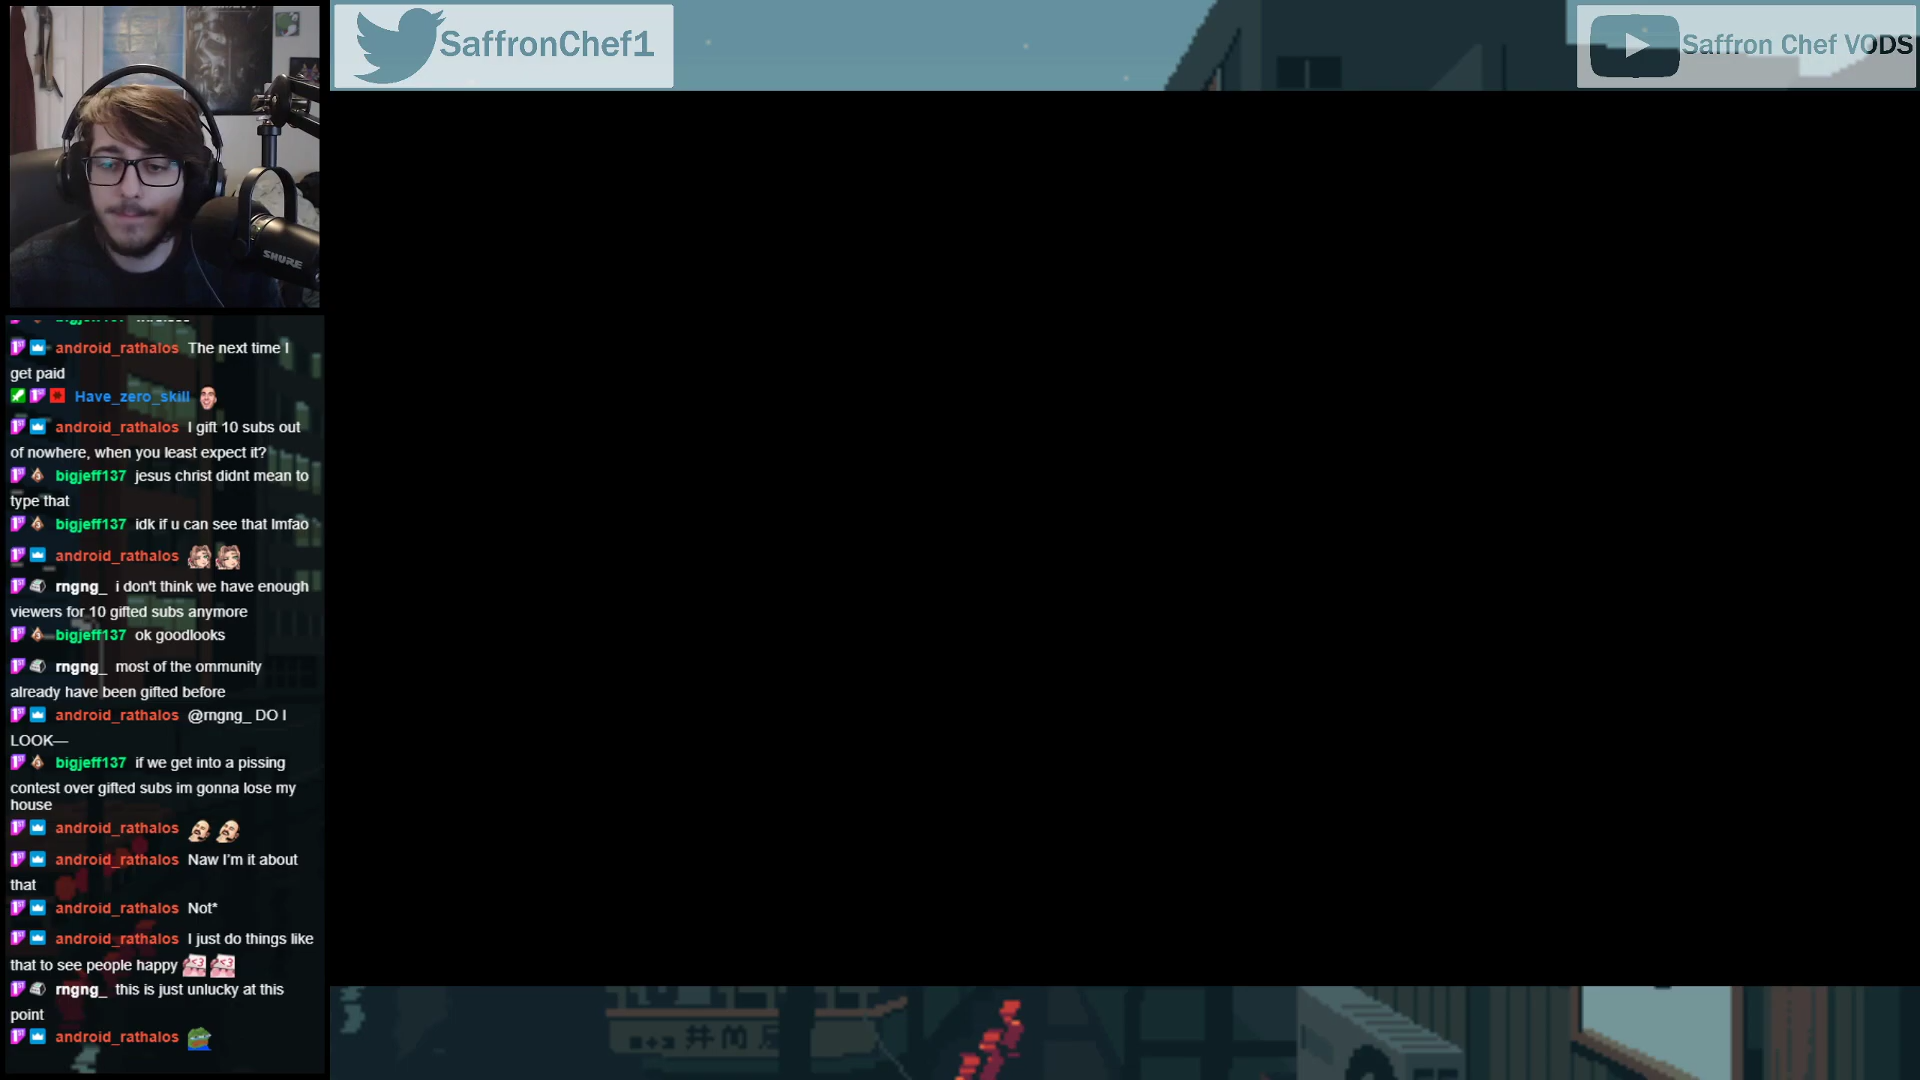 SaffronChef1
Saffron Chef VODS
SHURE
android_rathalos The next time I
get paid
Have_zero_skill
android_rathalos I gift 10 subs out
of nowhere, when you least expect it?
bigjeff137 jesus christ didnt mean to
type that
bigjeff137 idk if u can see that lmfao
android_rathalos
rngng_ i don't think we have enough
viewers for 10 gifted subs anymore
bigjeff137 ok goodlooks
rngng_ most of the ommunity
already have been gifted before
android_rathalos @rngng_ DO I
LOOK—
bigjeff137 if we get into a pissing
contest over gifted subs im gonna lose my
house
android_rathalos
android_rathalos Naw I'm it about
that
android_rathalos Not*
android_rathalos I just do things like
that to see people happy
rngng_ this is just unlucky at this
point
android_rathalos